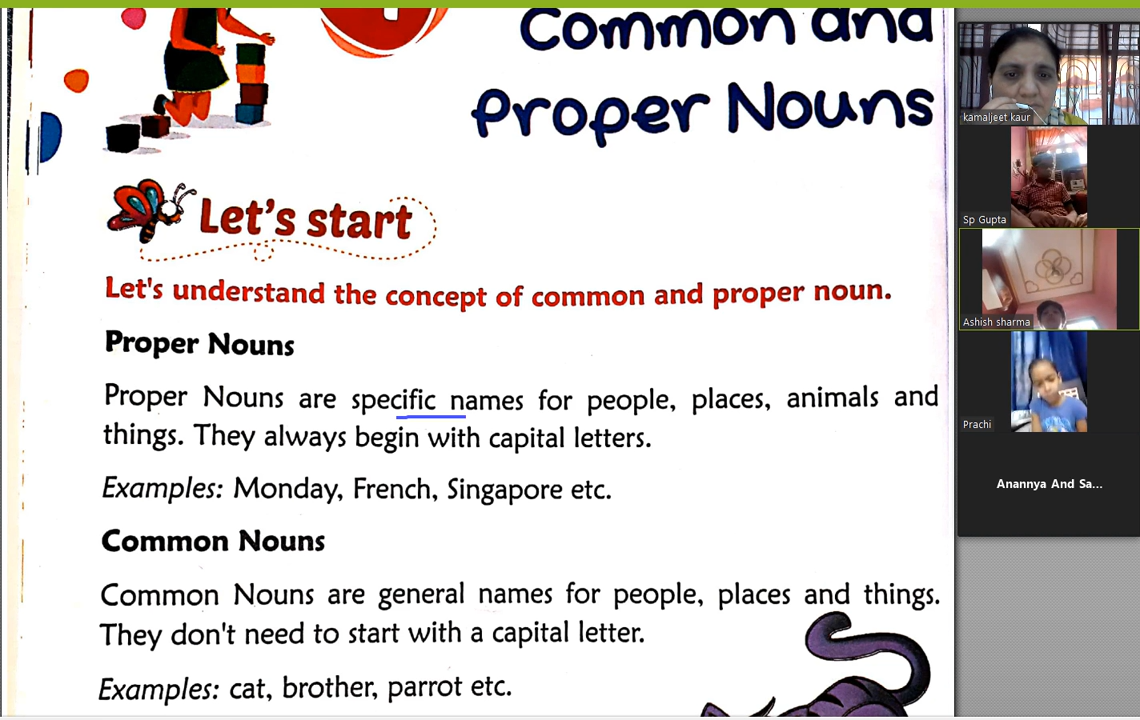 Common and
Proper Nouns
Let's start
Let's understand the concept of common and proper noun.
Proper Nouns
Proper Nouns are specific names for people, places, animals and
things. They always begin with capital letters.
Examples: Monday, French, Singapore etc.
Common Nouns
Common Nouns are general names for people, places and things.
They don't need to start with a capital letter.
Examples: cat, brother, parrot etc.
kamaljeet kaur
Sp Gupta
Ashish sharma
Prachi
Anannya And Sa...